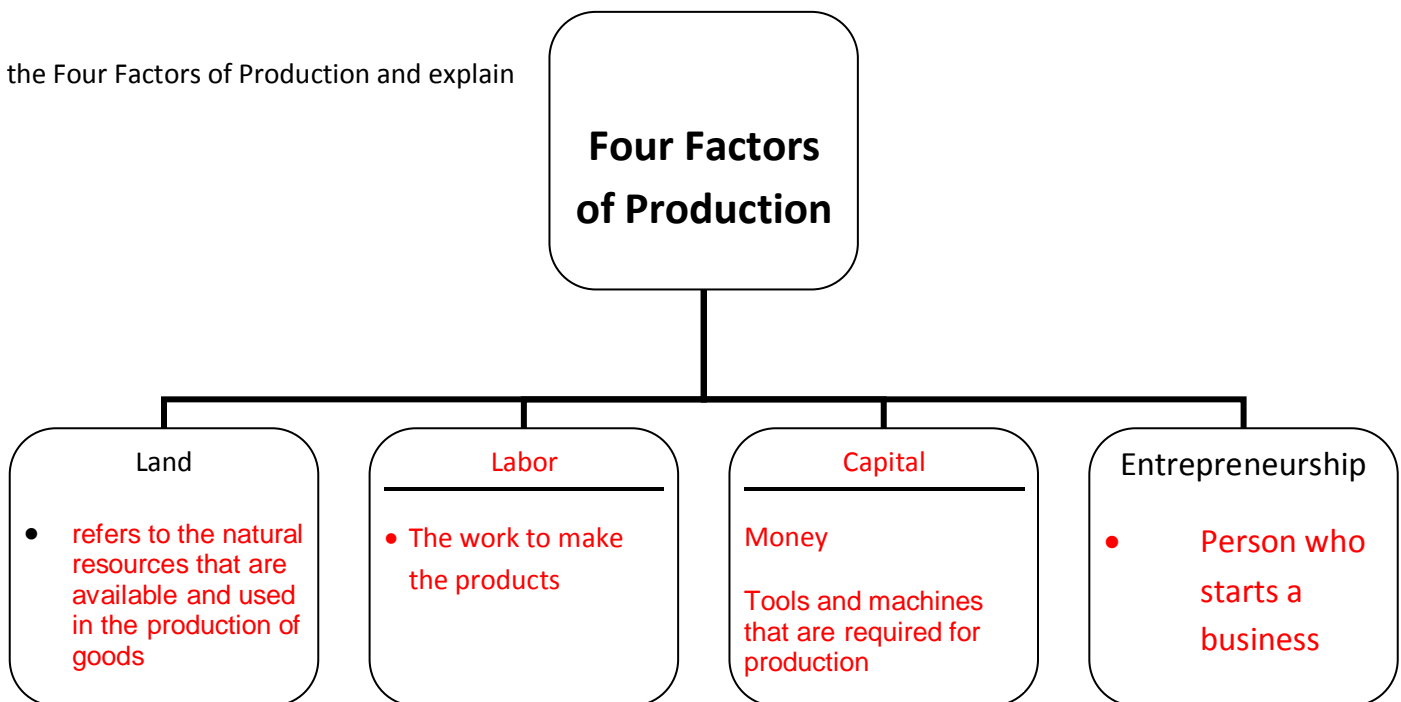 the Four Factors of Production and explain
Four Factors
of Production
Land
• refers to the natural
resources that are
available and used
in the production of
goods
Labor
• The work to make
the products
Capital
Money
Tools and machines
that are required for
production
Entrepreneurship
• Person who
starts a
business